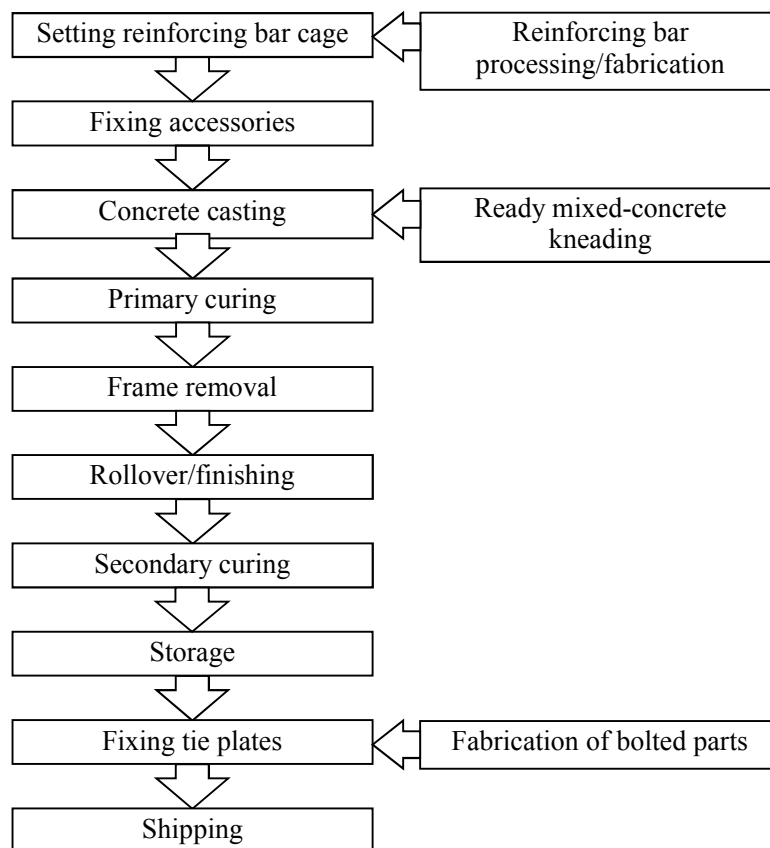 Setting reinforcing bar cage
Reinforcing bar
processing/fabrication
Fixing accessories
Concrete casting
Ready mixed-concrete
kneading
Primary curing
Frame removal
Rollover/finishing
Secondary curing
Storage
Fixing tie plates
Fabrication of bolted parts
Shipping